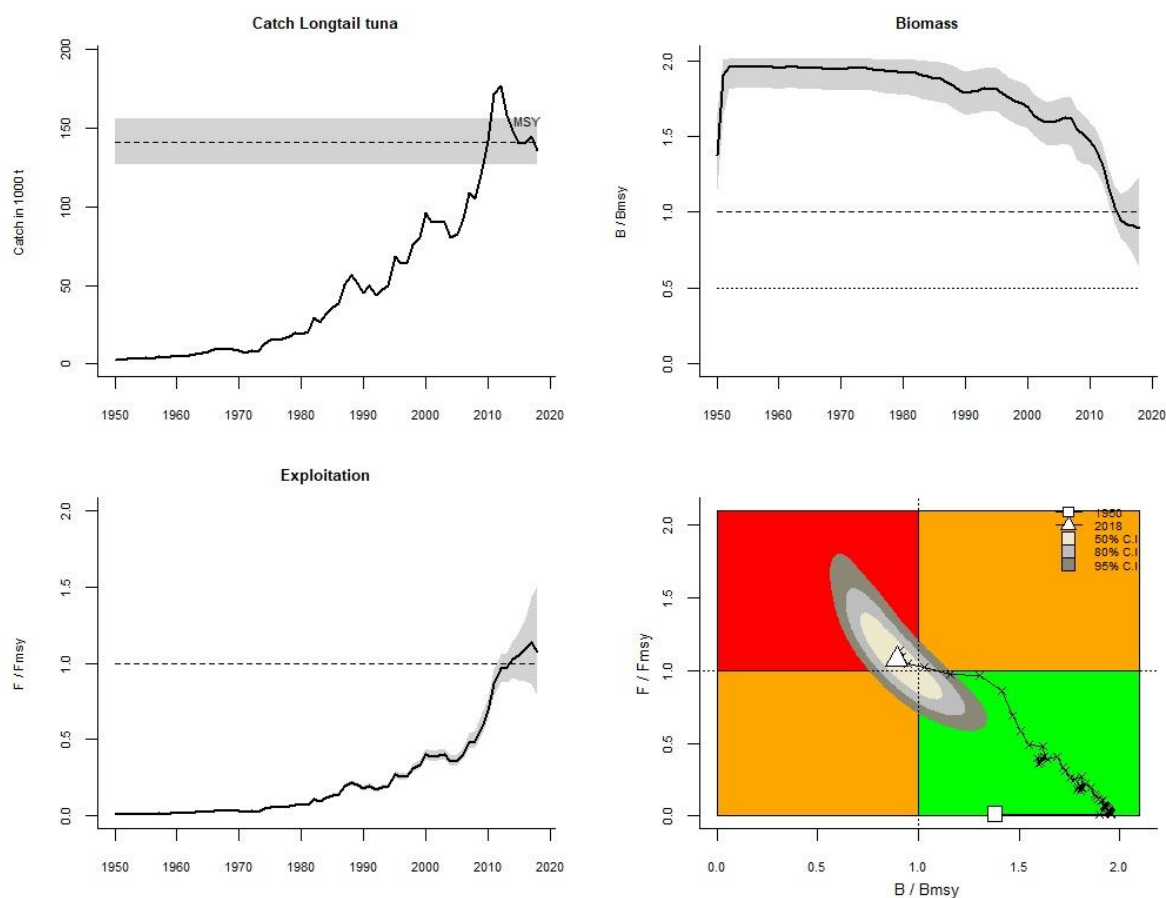 Catch Longtail tuna
Catch in 1000 t
200
150
100
50
0
MSY
1950 1960 1970 1980 1990 2000 2010 2020
Biomass
B / Bmsy
2.0
1.5
1.0
0.5
0.0
1950 1960 1970 1980 1990 2000 2010 2020
Exploitation
F / Fmsy
2.0
1.5
1.0
0.5
0.0
1950 1960 1970 1980 1990 2000 2010 2020
F / Fmsy
2.0
1.5
1.0
0.5
0.0
1950
2018
50% C.I
80% C.I
95% C.I
0.0 0.5 1.0 1.5 2.0
B / Bmsy